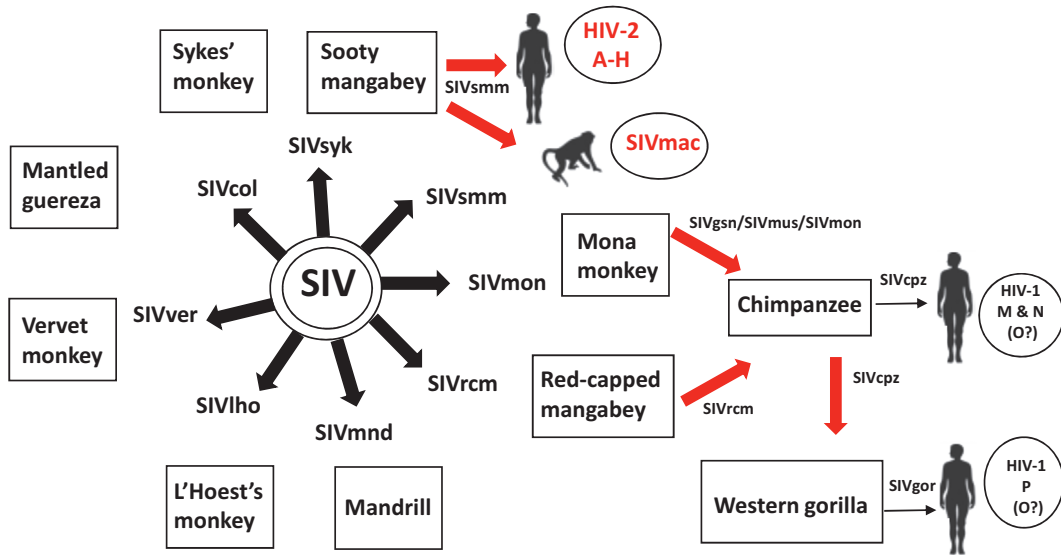 Sykes'
monkey
Sooty
mangabey
SIVsmm
HIV-2
A-H
SIVmac
Mantled
guereza
SIVsyk
SIVcol
SIVsmm
SIV
SIVmon
SIVver
SIVrcm
SIVlho
SIVmnd
Vervet
monkey
L'Hoest's
monkey
Mandrill
Mona
monkey
SIVgsn/SIVmus/SIVmon
Chimpanzee
SIVcpz
HIV-1
M & N
(O?)
Red-capped
mangabey
SIVrcm
SIVcpz
Western gorilla
SIVgor
HIV-1
P
(O?)